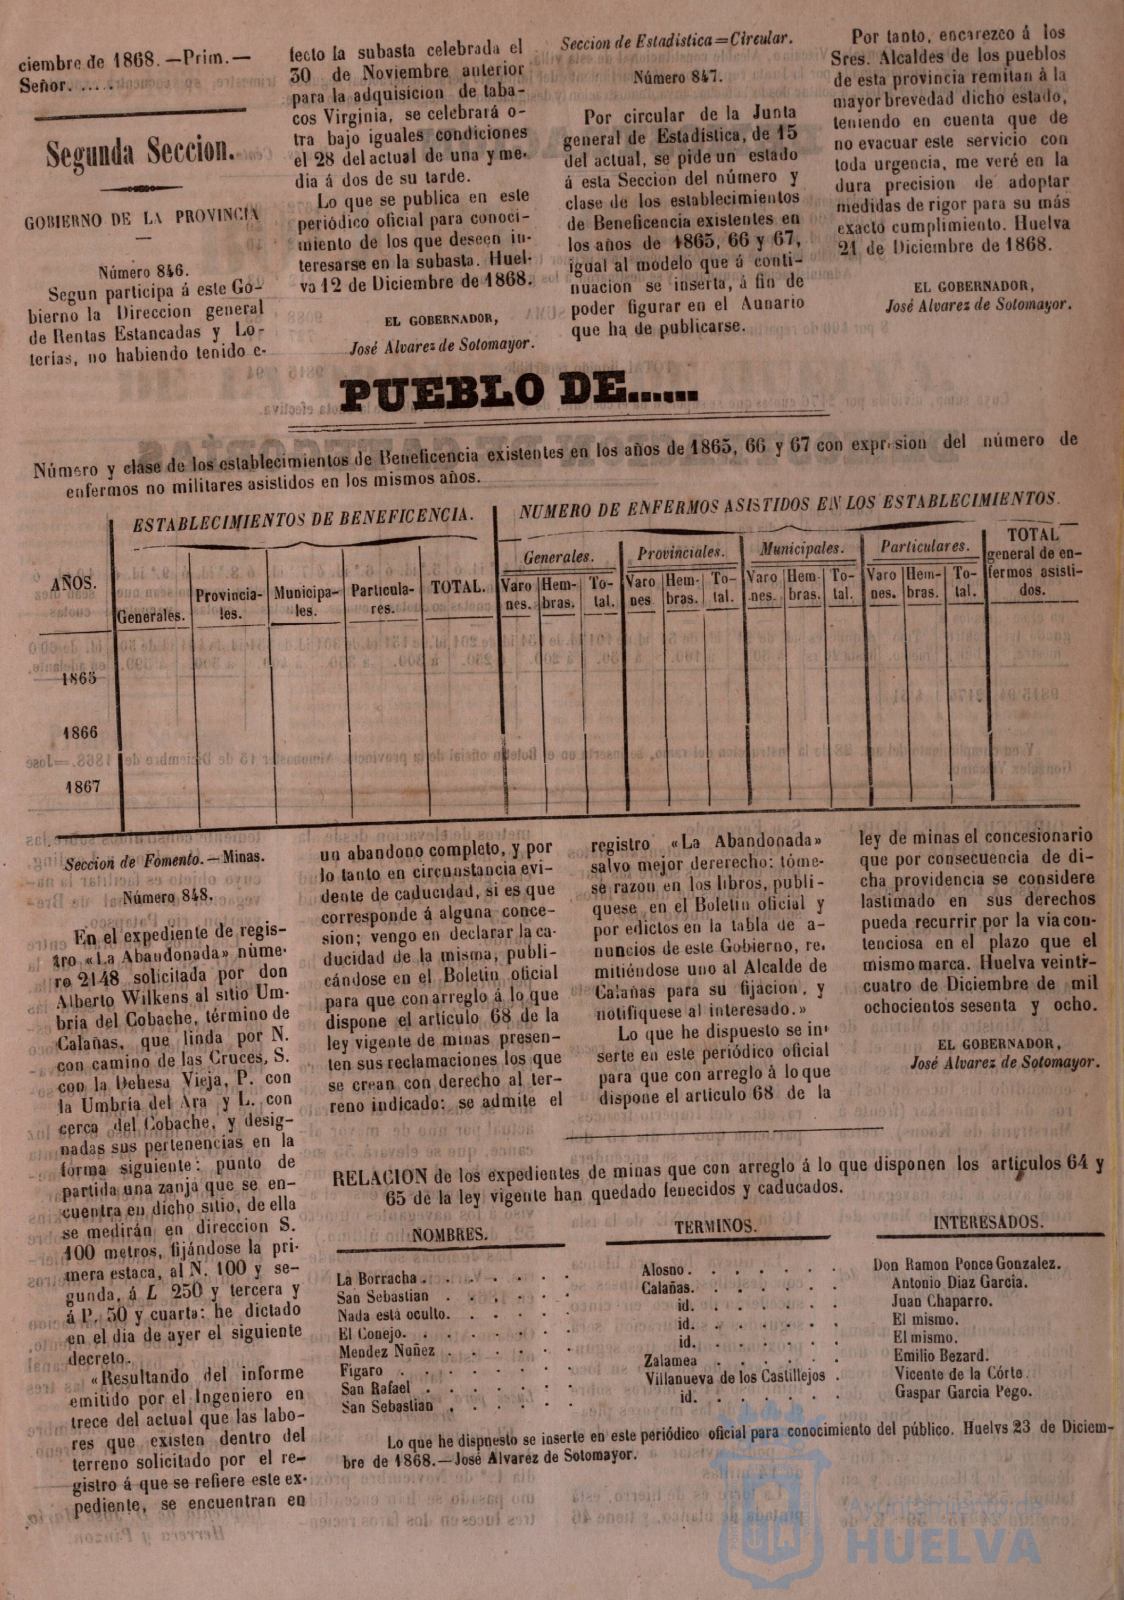 ciembre de 1868.—Prim.—
Señor. . . . . .
Segunda Seccion.
GOBIERNO DE LA PROVINCIA
Número 846.
Segun participa á este Go-
bierno la Direccion general
de Rentas Estancadas y Lo-
terías, no habiendo tenido e-
fecto la subasta celebrada el
30 de Noviembre anterior
para la adquisicion de taba-
cos Virginia, se celebrará o-
tra bajo iguales condiciones
el 28 del actual de una y me-
dia á dos de su tarde.
Lo que se publica en este
periódico oficial para conoci-
miento de los que deseen in-
teresarse en la subasta. Huel-
va 12 de Diciembre de 1868.
EL GOBERNADOR,
José Alvarez de Sotomayor.
Seccion de Estadistica=Circular.
Número 847.
Por circular de la Junta
general de Estadística, de 15
del actual, se pide un estado
á esta Seccion del número y
clase de los establecimientos
de Beneficencia existentes en
los años de 1865, 66 y 67,
igual al modelo que á conti-
nuacion se inserta, á fin de
poder figurar en el Aunario
que ha de publicarse.
Por tanto, encarezco á los
Sres. Alcaldes de los pueblos
de esta provincia remitan á la
mayor brevedad dicho estado,
teniendo en cuenta que de
no evacuar este servicio con
toda urgencia, me veré en la
dura precision de adoptar
medidas de rigor para su más
exacto cumplimiento. Huelva
21 de Diciembre de 1868.
EL GOBERNADOR,
José Alvarez de Sotomayor.
PUEBLO DE......
Número y clase de los establecimientos de Beneficencia existentes en los años de 1865, 66 y 67 con expresion del número de
enfermos no militares asistidos en los mismos años.
ESTABLECIMIENTOS DE BENEFICENCIA.
NUMERO DE ENFERMOS ASISTIDOS EN LOS ESTABLECIMIENTOS.
AÑOS.
Generales.
Provincia-
les.
Municipa-
les.
Particula-
res.
TOTAL.
Generales.
Provinciales.
Municipales.
Particulares.
TOTAL
general de en-
fermos asisti-
dos.
Varo
nes.
Hem-
bras.
To-
tal.
Varo
nes.
Hem-
bras.
To-
tal.
Varo
nes.
Hem-
bras.
To-
tal.
Varo
nes.
Hem-
bras.
To-
tal.
1865
1866
1867
Seccion de Fomento.—Minas.
Número 848.
En el expediente de regis-
tro «La Abandonada» núme-
ro 2148 solicitada por don
Alberto Wilkens al sitio Um-
bria del Cobache, término de
Calañas, que linda por N.
con camino de las Cruces, S.
con la Dehesa Vieja, P. con
la Umbría del Ara y L. con
cerca del Cobache, y desig-
nadas sus pertenencias en la
forma siguiente: punto de
partida una zanja que se en-
cuentra en dicho sitio, de ella
se medirán en direccion S.
100 metros, fijándose la pri-
mera estaca, al N. 100 y se-
gunda, á L 250 y tercera y
á P. 50 y cuarta: he dictado
en el dia de ayer el siguiente
decreto.
«Resultando del informe
emitido por el Ingeniero en
trece del actual que las labo-
res que existen dentro del
terreno solicitado por el re-
gistro á que se refiere este ex-
pediente, se encuentran en
un abandono completo, y por
lo tanto en circunstancia evi-
dente de caducidad, si es que
corresponde á alguna conce-
sion; vengo en declarar la ca-
ducidad de la misma, publi-
cándose en el Boletin oficial
para que con arreglo á lo que
dispone el artículo 68 de la
ley vigente de minas presen-
ten sus reclamaciones los que
se crean con derecho al ter-
reno indicado: se admite el
registro «La Abandonada»
salvo mejor dererecho: tóme-
se razon en los libros, publi-
quese en el Boletin oficial y
por edictos en la tabla de a-
nuncios de este Gobierno, re.
mitiéndose uno al Alcalde de
Calañas para su fijacion, y
notifíquese al interesado.»
Lo que he dispuesto se in-
serte en este periódico oficial
para que con arreglo á lo que
dispone el artículo 68 de la
ley de minas el concesionario
que por consecuencia de di-
cha providencia se considere
lastimado en sus derechos
pueda recurrir por la via con-
tenciosa en el plazo que el
mismo marca. Huelva veinti-
cuatro de Diciembre de mil
ochocientos sesenta y ocho.
EL GOBERNADOR,
José Alvarez de Sotomayor.
RELACION de los expedientes de minas que con arreglo á lo que disponen los artículos 64 y
65 de la ley vigente han quedado fenecidos y caducados.
NOMBRES. TERMINOS. INTERESADOS.
La Borracha . . . . . . . Alosno . . . . . . . Don Ramon Ponce Gonzalez.
San Sebastian . . . . . . Calañas. . . . . . . Antonio Diaz Garcia.
Nada está oculto. . . . . id. . . . . . . Juan Chaparro.
El Conejo. . . . . . . id. . . . . . . El mismo.
Mendez Nuñez . . . . . . id. . . . . . . El mismo.
Figaro . . . . . . . Zalamea . . . . . . Emilio Bezard.
San Rafael . . . . . . Villanueva de los Castillejos . Vicente de la Córte.
San Sebastian . . . . . . id. . . . . . . Gaspar Garcia Pego.
Lo que he dispnesto se inserte en este periódico oficial para conocimiento del público. Huelvs 23 de Diciem-
bre de 1868.—José Alvarez de Sotomayor.
Ayuntamiento de
HUELVA